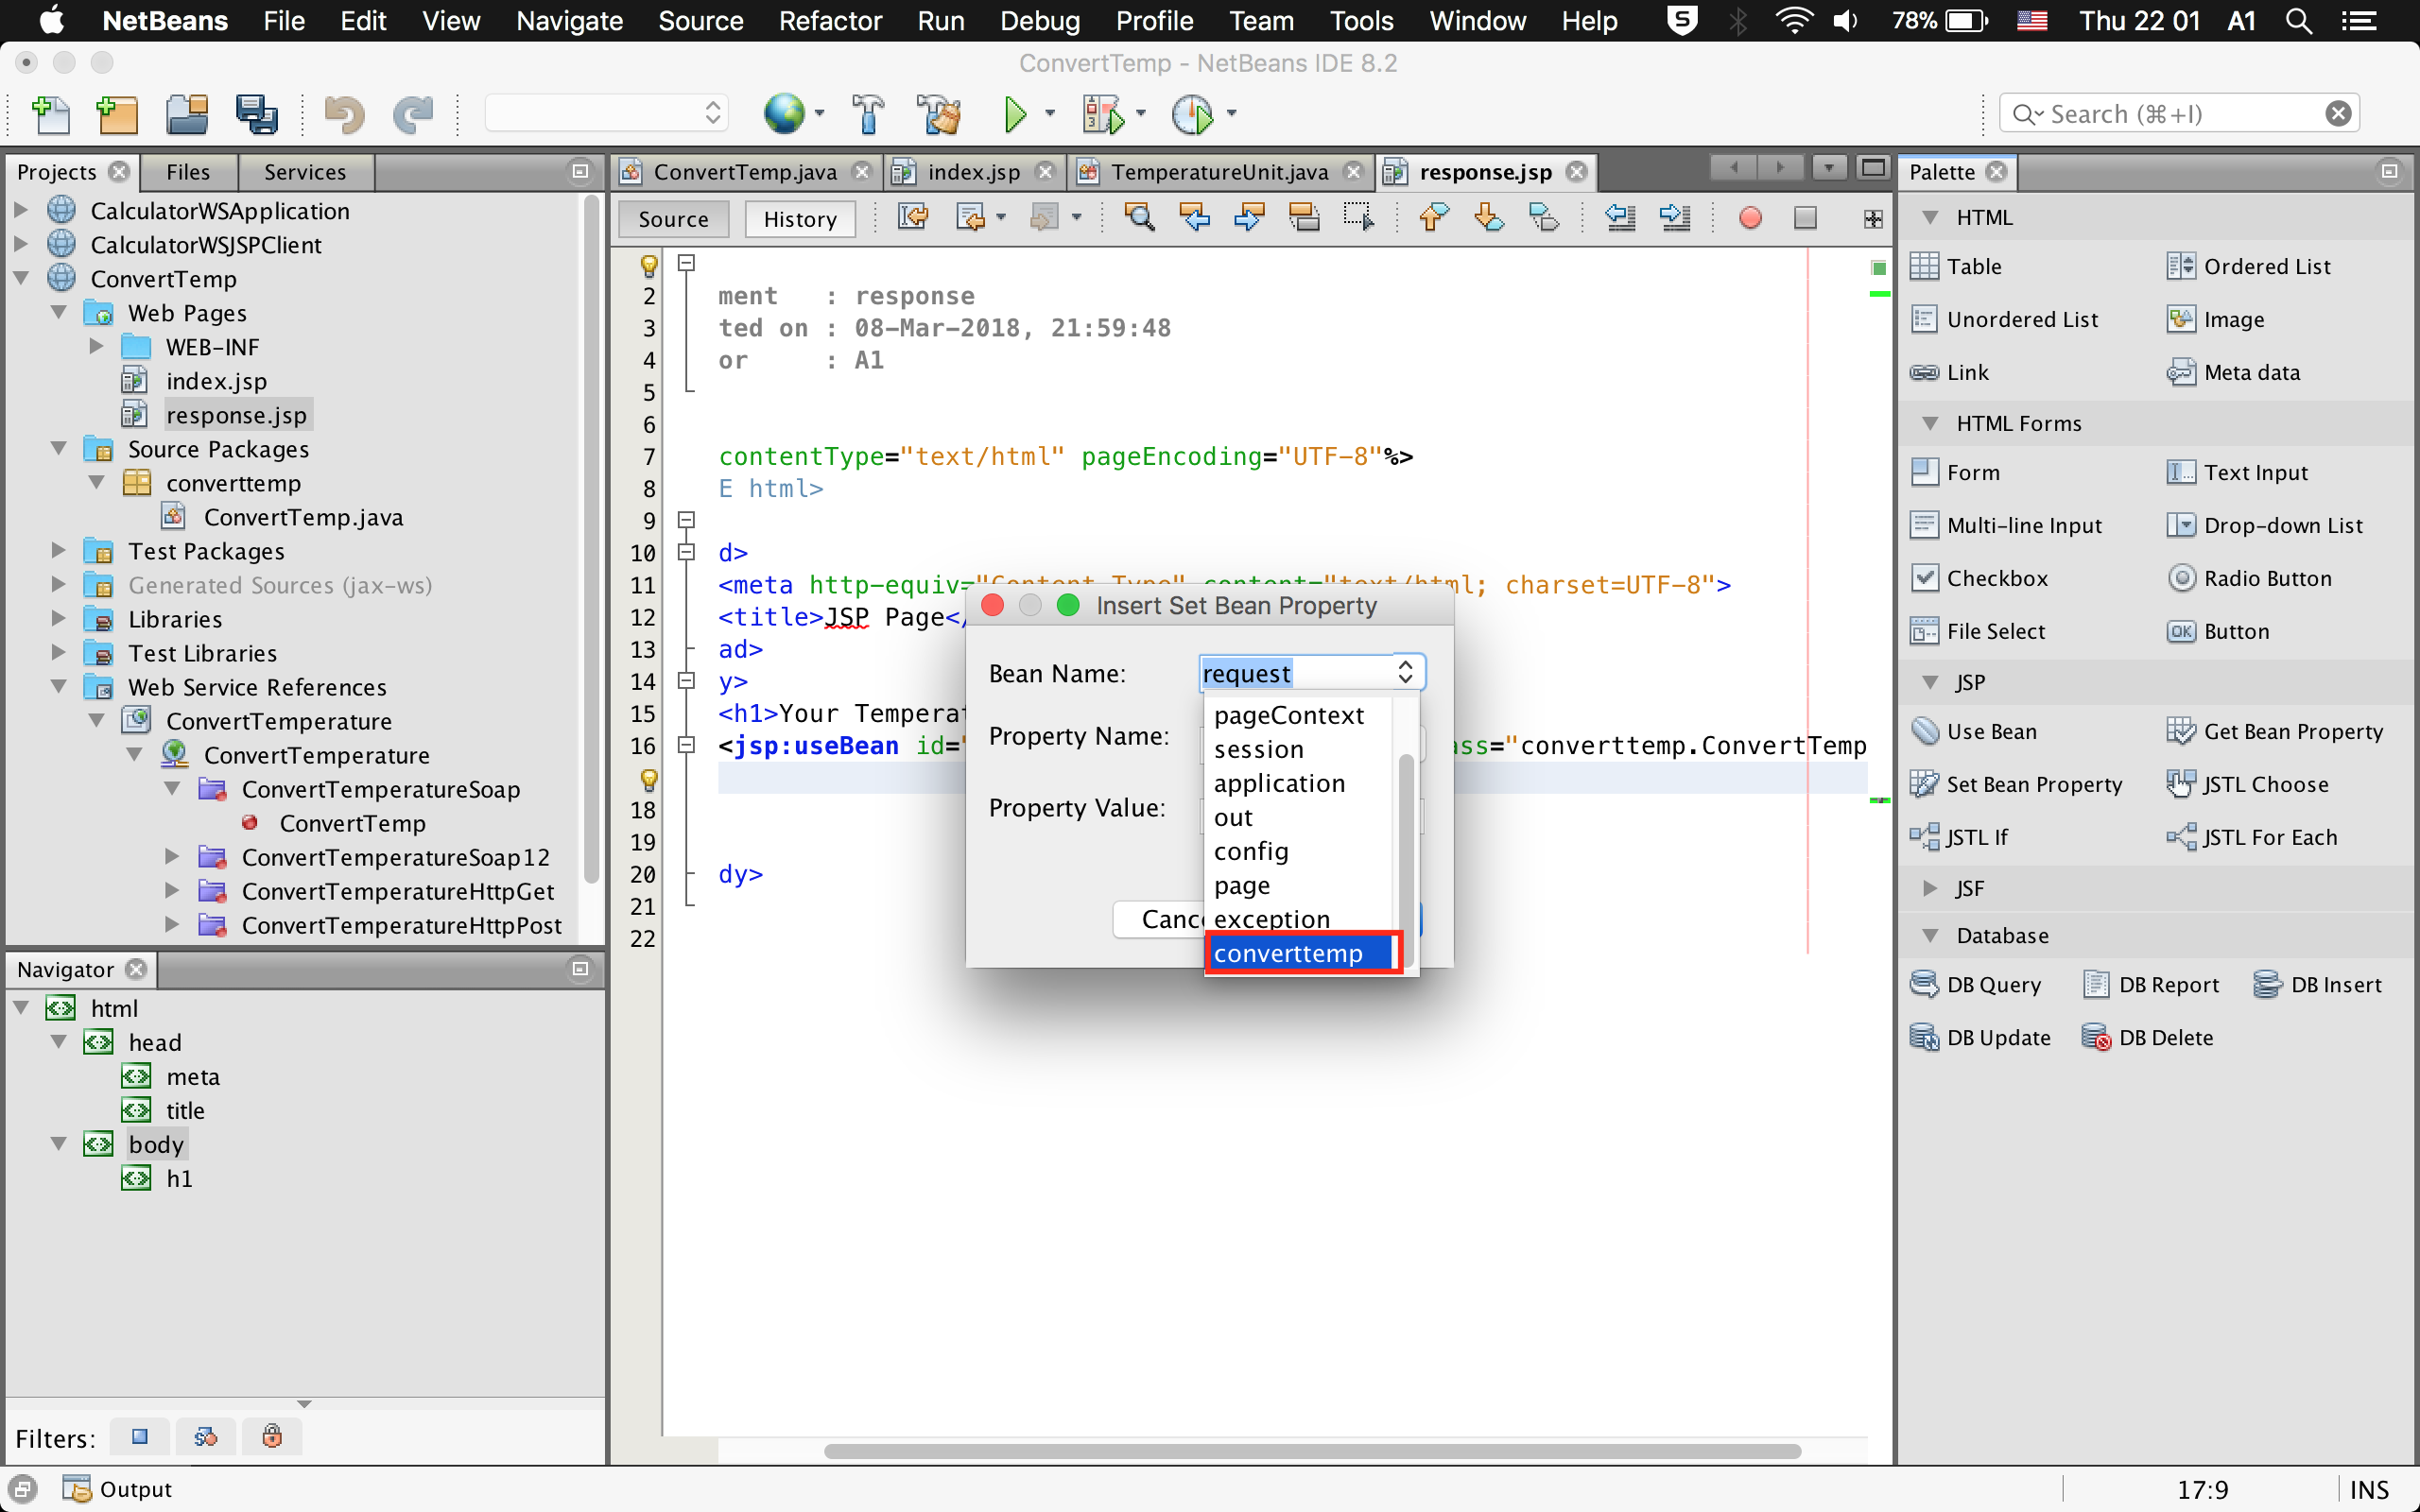 NetBeans File Edit View Navigate Source Refactor Run Debug Profile Team Tools Window Help S 78% Thu 22 01 A1
ConvertTemp - NetBeans IDE 8.2
Search (⌘+I)
Projects Files Services
CalculatorWSApplication
CalculatorWSJSPClient
ConvertTemp
Web Pages
WEB-INF
index.jsp
response.jsp
Source Packages
converttemp
ConvertTemp.java
Test Packages
Generated Sources (jax-ws)
Libraries
Test Libraries
Web Service References
ConvertTemperature
ConvertTemperature
ConvertTemperatureSoap
ConvertTemp
ConvertTemperatureSoap12
ConvertTemperatureHttpGet
ConvertTemperatureHttpPost
Navigator
html
head
meta
title
body
h1
Filters:
Output
ConvertTemp.java index.jsp TemperatureUnit.java response.jsp
Source History
2 ment : response
3 ted on : 08-Mar-2018, 21:59:48
4 or : A1
5
6
7 contentType="text/html" pageEncoding="UTF-8"%>
8 E html>
9
10 d>
11 <meta http-equiv="Content-Type" content="text/html; charset=UTF-8">
12 <title>JSP Page</
13 ad>
14 y>
15 <h1>Your Tempera
16 <jsp:useBean id=" ass="converttemp.ConvertTemp
18
19
20 dy>
21
22
Insert Set Bean Property
Bean Name: request
Property Name:
Property Value:
pageContext
session
application
out
config
page
exception
converttemp
Canc
Palette
HTML
Table Ordered List
Unordered List Image
Link Meta data
HTML Forms
Form Text Input
Multi-line Input Drop-down List
Checkbox Radio Button
File Select OK Button
JSP
Use Bean Get Bean Property
Set Bean Property JSTL Choose
JSTL If JSTL For Each
JSF
Database
DB Query DB Report DB Insert
DB Update DB Delete
17:9 INS